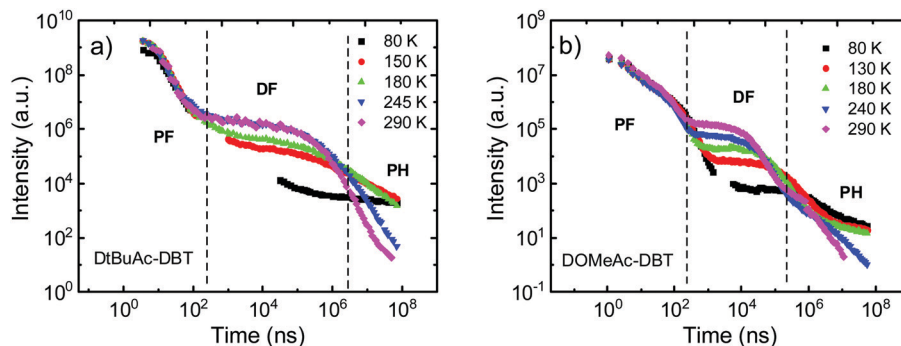 a)
DF
PF
PH
80 K
150 K
180 K
245 K
290 K
DtBuAc-DBT
Intensity (a.u.)
10^10
10^8
10^6
10^4
10^2
10^0
10^0 10^2 10^4 10^6 10^8
Time (ns)
b)
DF
PF
PH
80 K
130 K
180 K
240 K
290 K
DOMeAc-DBT
Intensity (a.u.)
10^9
10^7
10^5
10^3
10^1
10^-1
10^0 10^2 10^4 10^6 10^8
Time (ns)